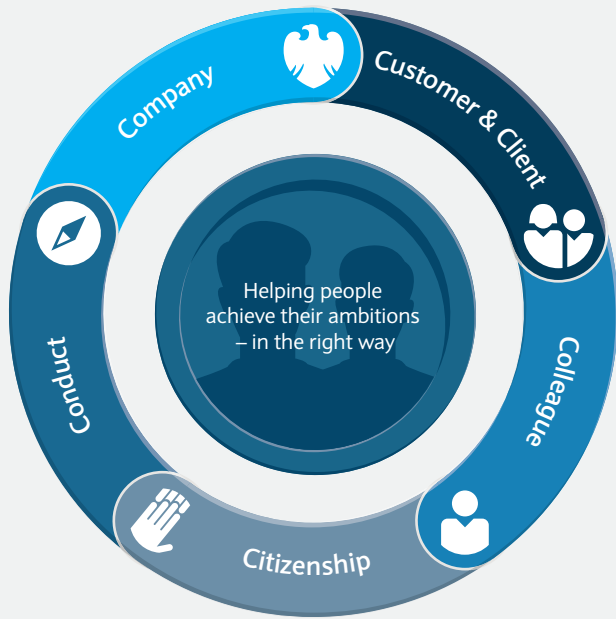 Company
Customer & Client
Colleague
Citizenship
Conduct
Helping people
achieve their ambitions
– in the right way